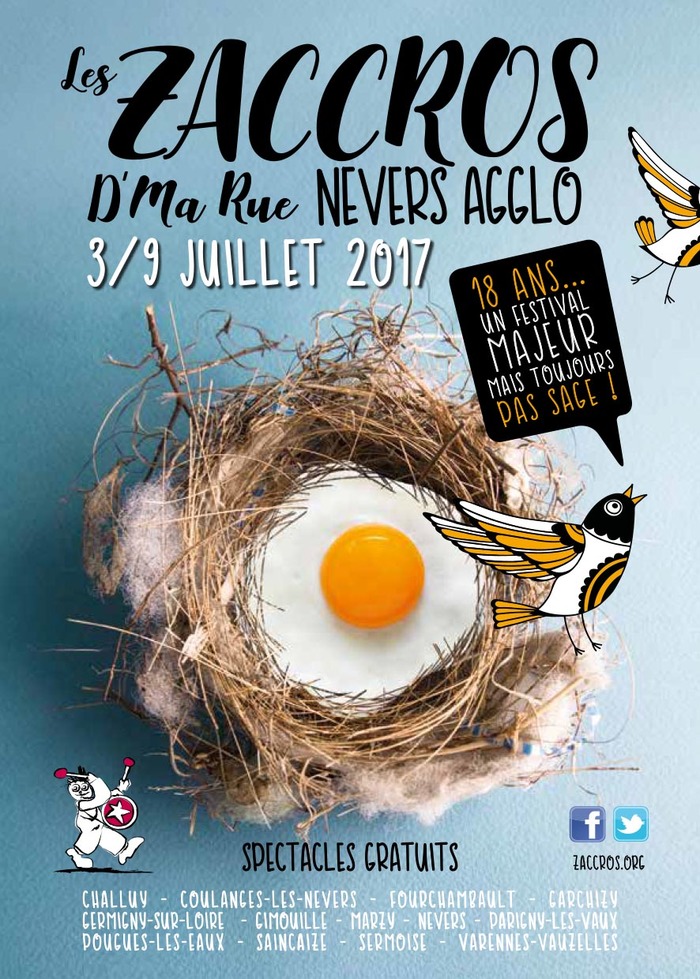 Les ZACCROS
D'Ma Rue NEVERS AGGLO
3/9 JUILLET 2017
18 ANS...
UN FESTIVAL
MAJEUR
MAIS TOUJOURS
PAS SAGE !
SPECTACLES GRATUITS
ZACCROS.ORG
CHALLUY - COULANGES-LES-NEVERS - FOURCHAMBAULT - GARCHIZY
GERMIGNY-SUR-LOIRE - GIMOUILLE - MARZY - NEVERS - PARIGNY-LES-VAUX
POUGUES-LES-EAUX - SAINCAIZE - SERMOISE - VARENNES-VAUZELLES